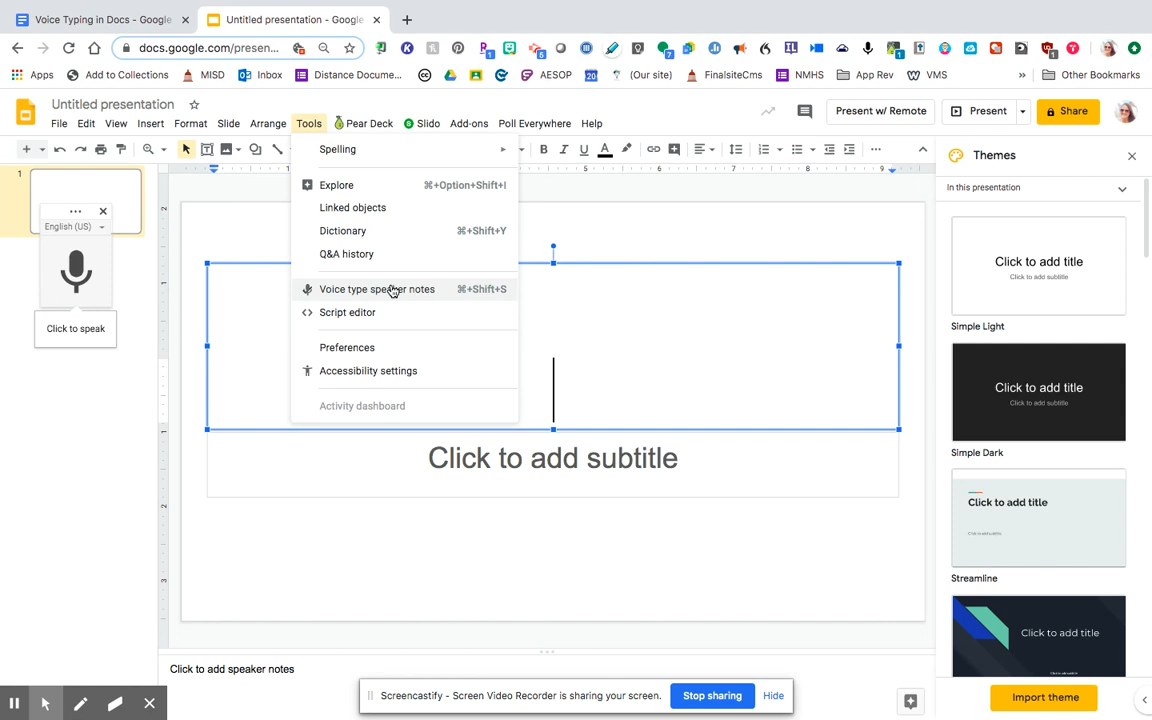 Voice Typing in Docs - Google
Untitled presentation - Google
docs.google.com/presen...
Apps
Add to Collections
MISD
Inbox
Distance Docume...
AESOP
(Our site)
FinalsiteCms
NMHS
App Rev
VMS
Other Bookmarks
Untitled presentation
File
Edit
View
Insert
Format
Slide
Arrange
Tools
Pear Deck
Slido
Add-ons
Poll Everywhere
Help
Present w/ Remote
Present
Share
Spelling
Explore ⌘+Option+Shift+I
Linked objects
Dictionary ⌘+Shift+Y
Q&A history
Voice type speaker notes ⌘+Shift+S
Script editor
Preferences
Accessibility settings
Activity dashboard
1
English (US)
Click to speak
Click to add subtitle
Click to add speaker notes
Themes
In this presentation
Click to add title
Click to add subtitle
Simple Light
Click to add title
Click to add subtitle
Simple Dark
Click to add title
Click to add subtitle
Streamline
Click to add title
Import theme
Screencastify - Screen Video Recorder is sharing your screen.
Stop sharing
Hide